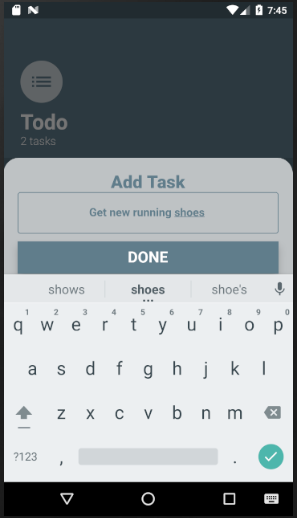 7:45
Todo
2 tasks
Add Task
Get new running shoes
DONE
shows shoes shoe's
1 2 3 4 5 6 7 8 9 0
q w e r t y u i o p
a s d f g h j k l
z x c v b n m
?123 , .